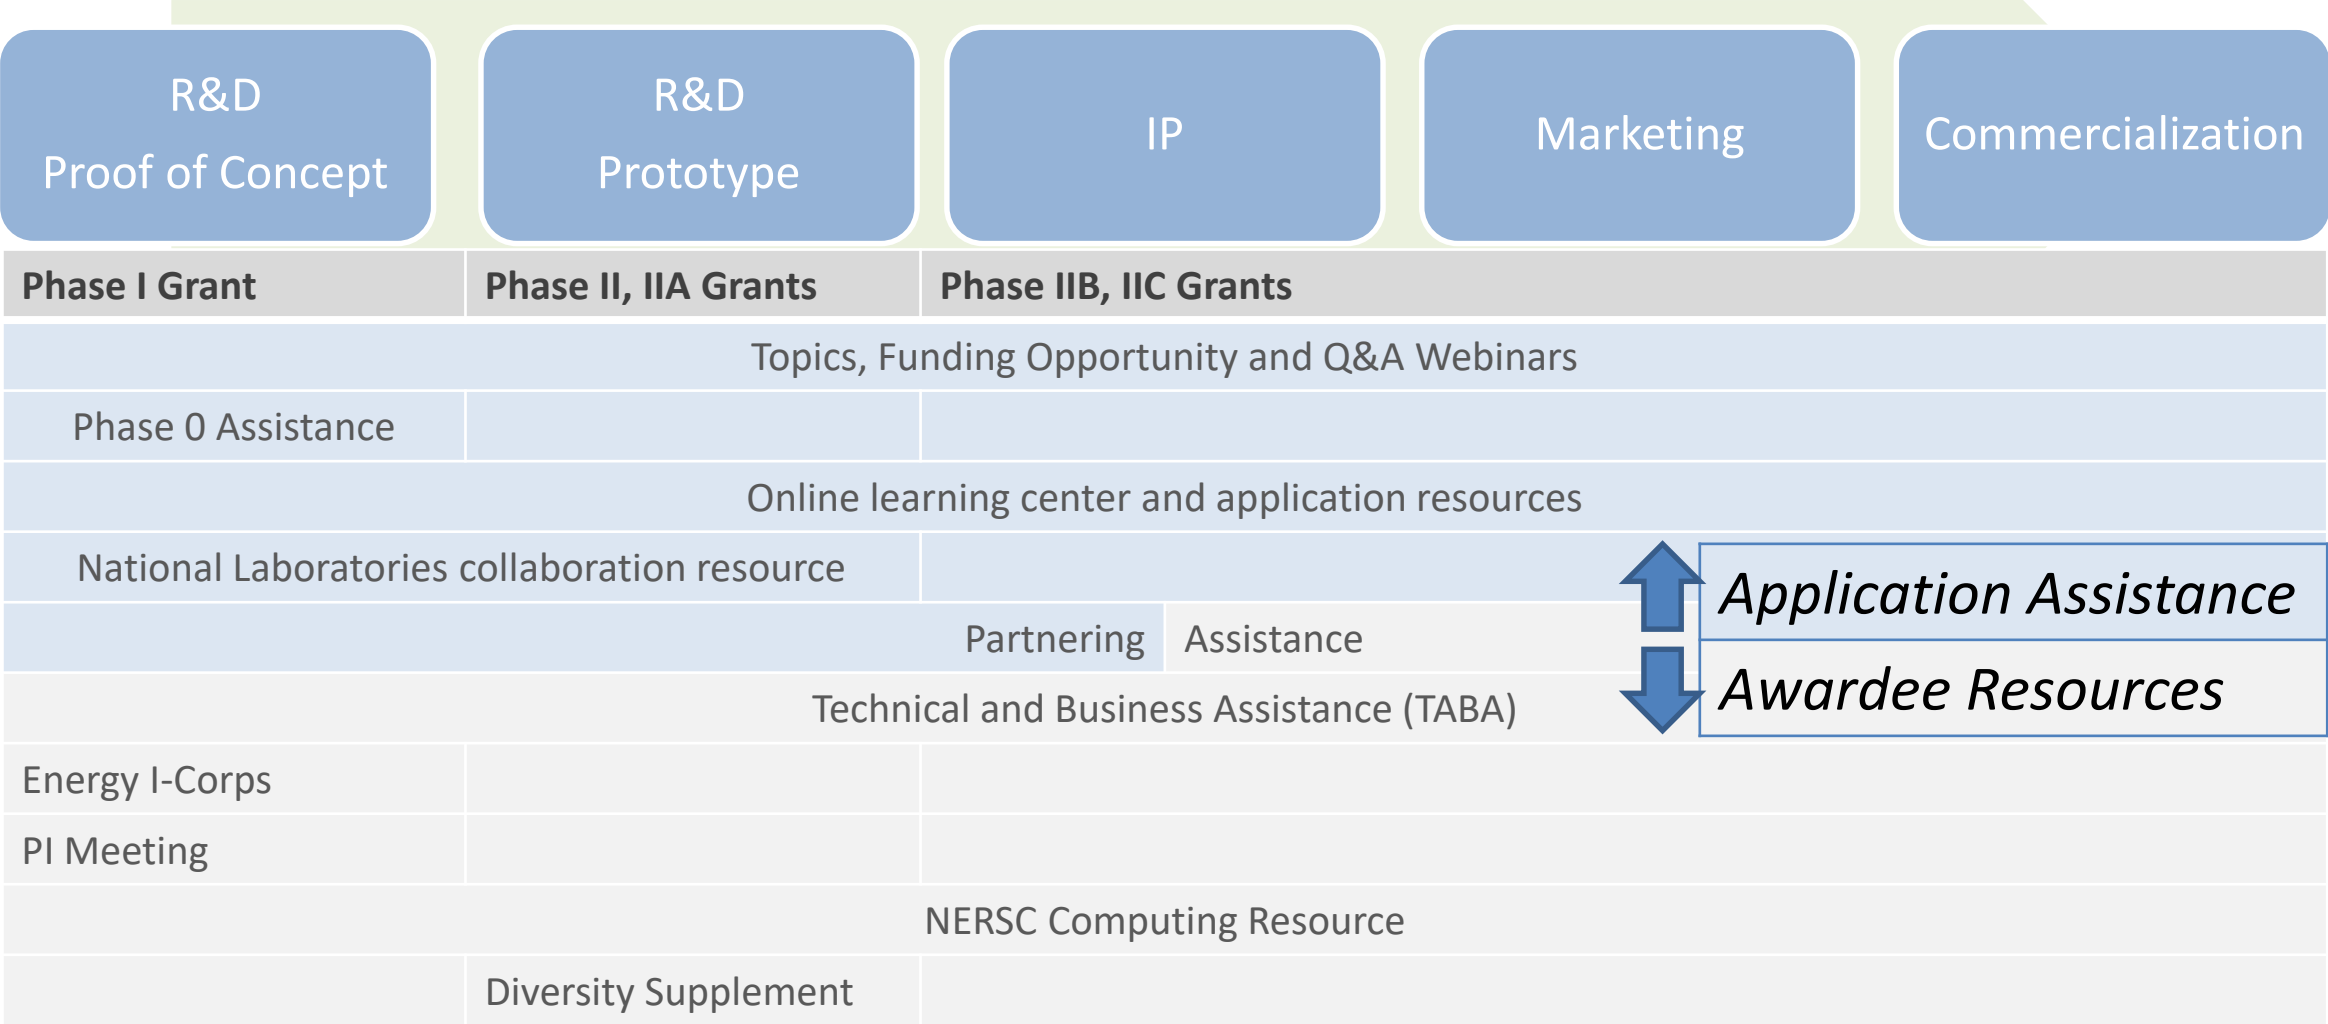 R&D
Proof of Concept
R&D
Prototype
IP
Marketing
Commercialization
Phase I Grant
Phase II, IIA Grants
Phase IIB, IIC Grants
Topics, Funding Opportunity and Q&A Webinars
Phase 0 Assistance
Online learning center and application resources
National Laboratories collaboration resource
Application Assistance
Partnering Assistance
Awardee Resources
Technical and Business Assistance (TABA)
Energy I-Corps
PI Meeting
NERSC Computing Resource
Diversity Supplement